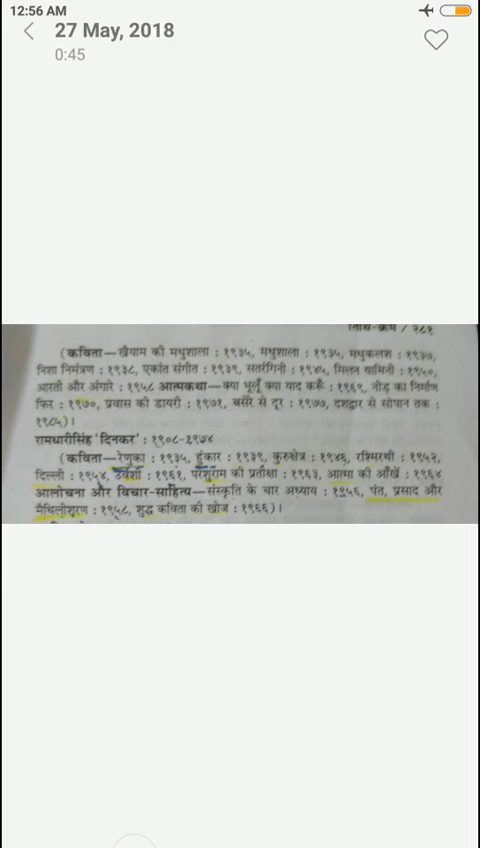 12:56 AM
27 May, 2018
0:45
तिथि-क्रम / २८१
(कविता—खैयाम की मधुशाला : १९३५, मधुशाला : १९३५, मधुकलश : १९३७,
निशा निमंत्रण : १९३८, एकांत संगीत : १९३९, सतरंगिनी : १९४५, मिलन यामिनी : १९५०,
आरती और अंगारे : १९५८ आत्मकथा—क्या भूलूँ क्या याद करूँ : १९६९, नीड़ का निर्माण
फिर : १९७०, प्रवास की डायरी : १९७१, बसेरे से दूर : १९७७, दशद्वार से सोपान तक :
१९८५)।
रामधारीसिंह 'दिनकर' : १९०८-१९७४
(कविता—रेणुका : १९३५, हुंकार : १९३९, कुरुक्षेत्र : १९४६, रश्मिरथी : १९५२,
दिल्ली : १९५४, उर्वशी : १९६१, परशुराम की प्रतीक्षा : १९६३, आत्मा की आँखें : १९६४
आलोचना और विचार-साहित्य—संस्कृति के चार अध्याय : १९५६, पंत, प्रसाद और
मैथिलीशरण : १९५८, शुद्ध कविता की खोज : १९६६)।